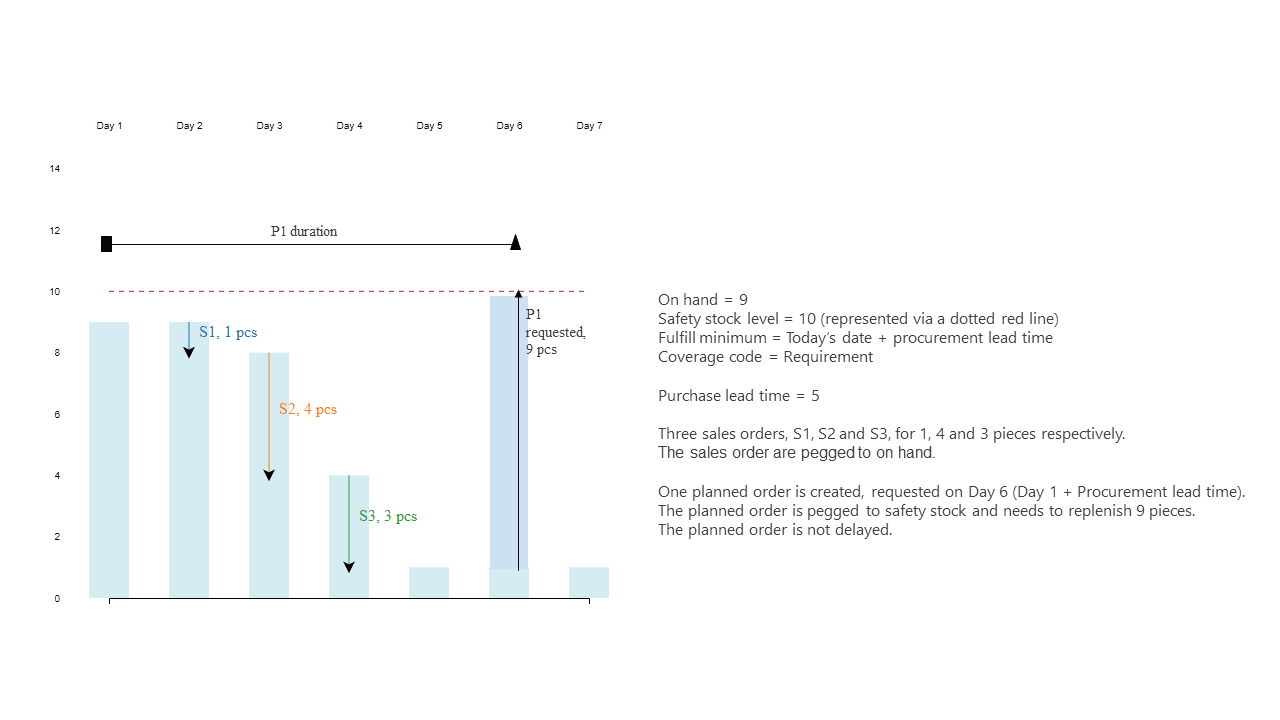 Day 1 Day 2 Day 3 Day 4 Day 5 Day 6 Day 7
14
12
P1 duration
10
8
6
4
2
0
S1, 1 pcs
S2, 4 pcs
S3, 3 pcs
P1
requested,
9 pcs
On hand = 9
Safety stock level = 10 (represented via a dotted red line)
Fulfill minimum = Today's date + procurement lead time
Coverage code = Requirement
Purchase lead time = 5
Three sales orders, S1, S2 and S3, for 1, 4 and 3 pieces respectively.
The sales order are pegged to on hand.
One planned order is created, requested on Day 6 (Day 1 + Procurement lead time).
The planned order is pegged to safety stock and needs to replenish 9 pieces.
The planned order is not delayed.